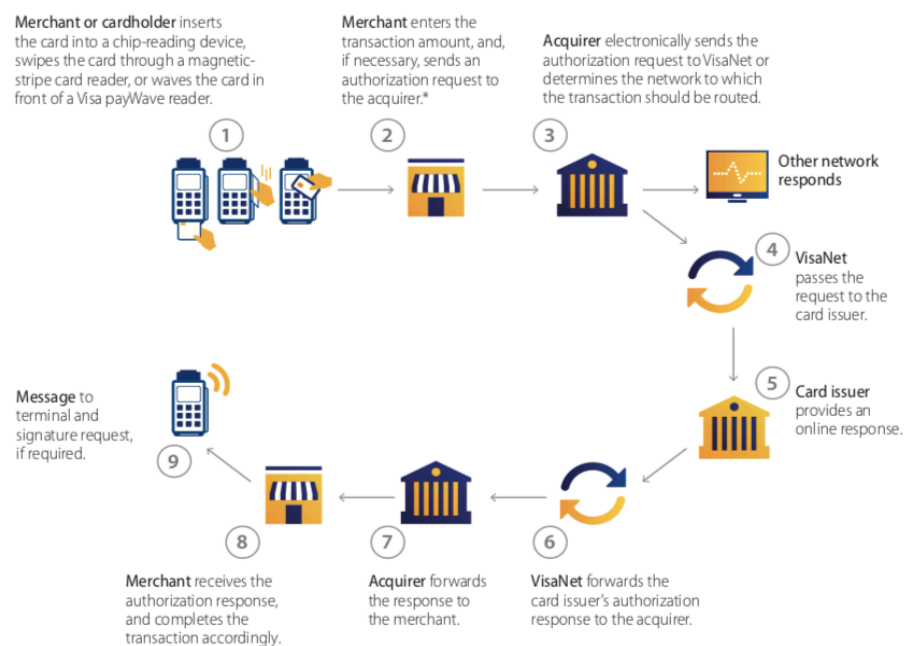 Merchant or cardholder inserts
the card into a chip-reading device,
swipes the card through a magnetic-
stripe card reader, or waves the card in
front of a Visa payWave reader.
1
Merchant enters the
transaction amount, and,
if necessary, sends an
authorization request to
the acquirer.*
2
Acquirer electronically sends the
authorization request to VisaNet or
determines the network to which
the transaction should be routed.
3
Other network
responds
4
VisaNet
passes the
request to the
card issuer.
5
Card issuer
provides an
online response.
6
VisaNet forwards the
card issuer's authorization
response to the acquirer.
7
Acquirer forwards
the response to
the merchant.
8
Merchant receives the
authorization response,
and completes the
transaction accordingly.
Message to
terminal and
signature request,
if required.
9